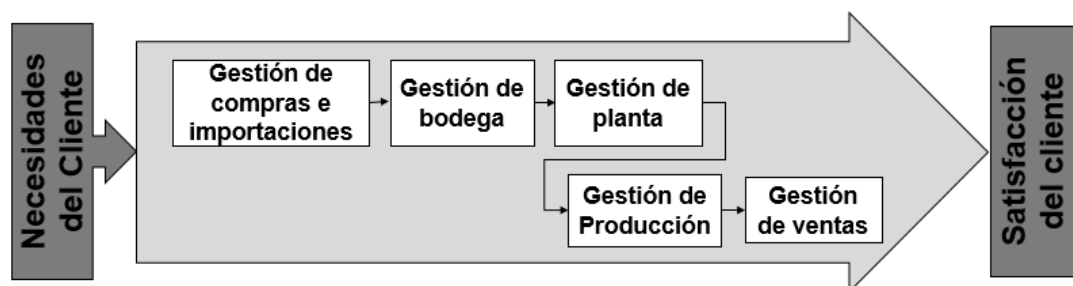 Necesidades
del Cliente
Gestión de
compras e
importaciones
Gestión de
bodega
Gestión de
planta
Gestión de
Producción
Gestión
de ventas
Satisfacción
del cliente